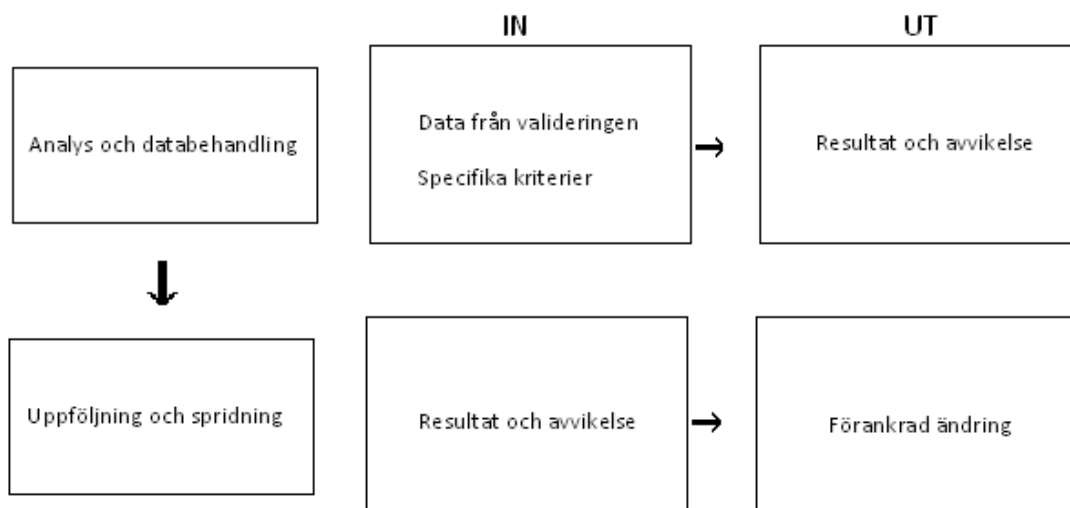 IN
UT
Analys och databehandling
Data från valideringen
Specifika kriterier
Resultat och avvikelse
Uppföljning och spridning
Resultat och avvikelse
Förankrad ändring